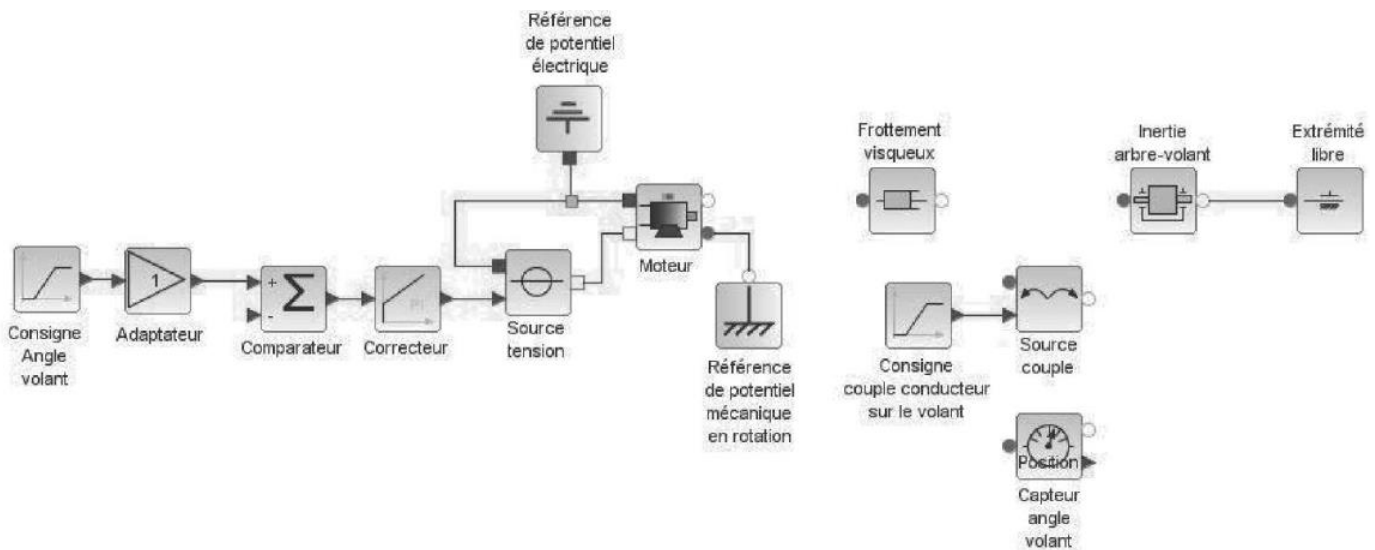 Référence
de potentiel
électrique
Frottement
visqueux
Inertie
arbre-volant
Extrémité
libre
Moteur
1
+
Σ
-
PI
Consigne
Angle
volant
Adaptateur
Comparateur
Correcteur
Source
tension
Référence
de potentiel
mécanique
en rotation
Consigne
couple conducteur
sur le volant
Source
couple
Position
Capteur
angle
volant